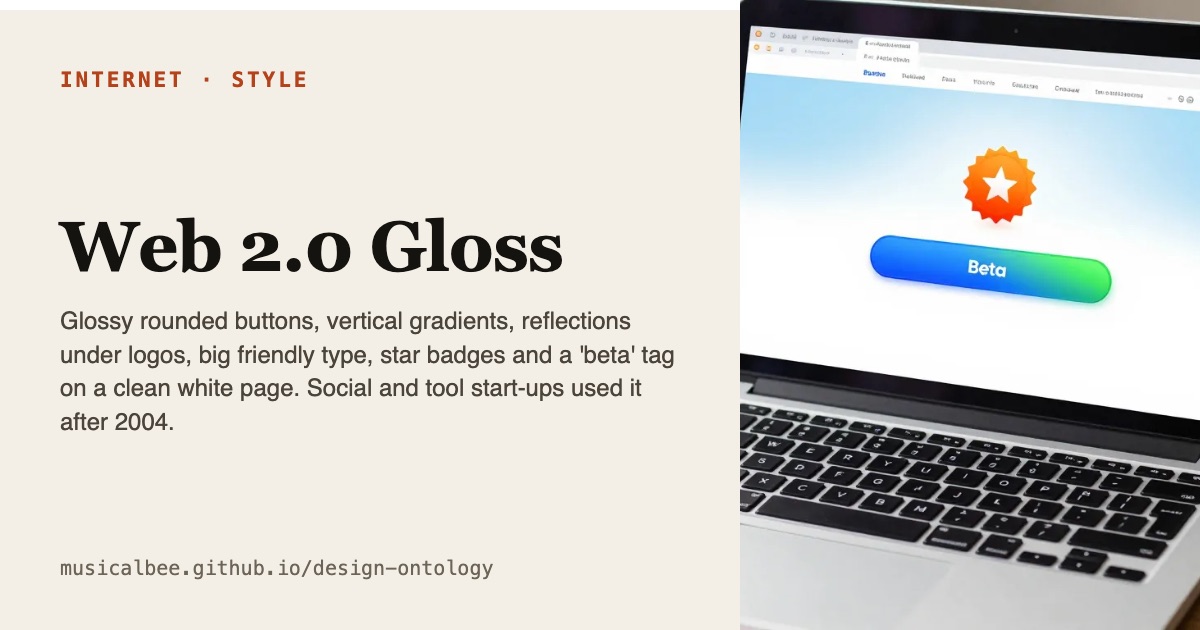 INTERNET · STYLE
Web 2.0 Gloss
Glossy rounded buttons, vertical gradients, reflections
under logos, big friendly type, star badges and a 'beta' tag
on a clean white page. Social and tool start-ups used it
after 2004.
musicalbee.github.io/design-ontology
Beta